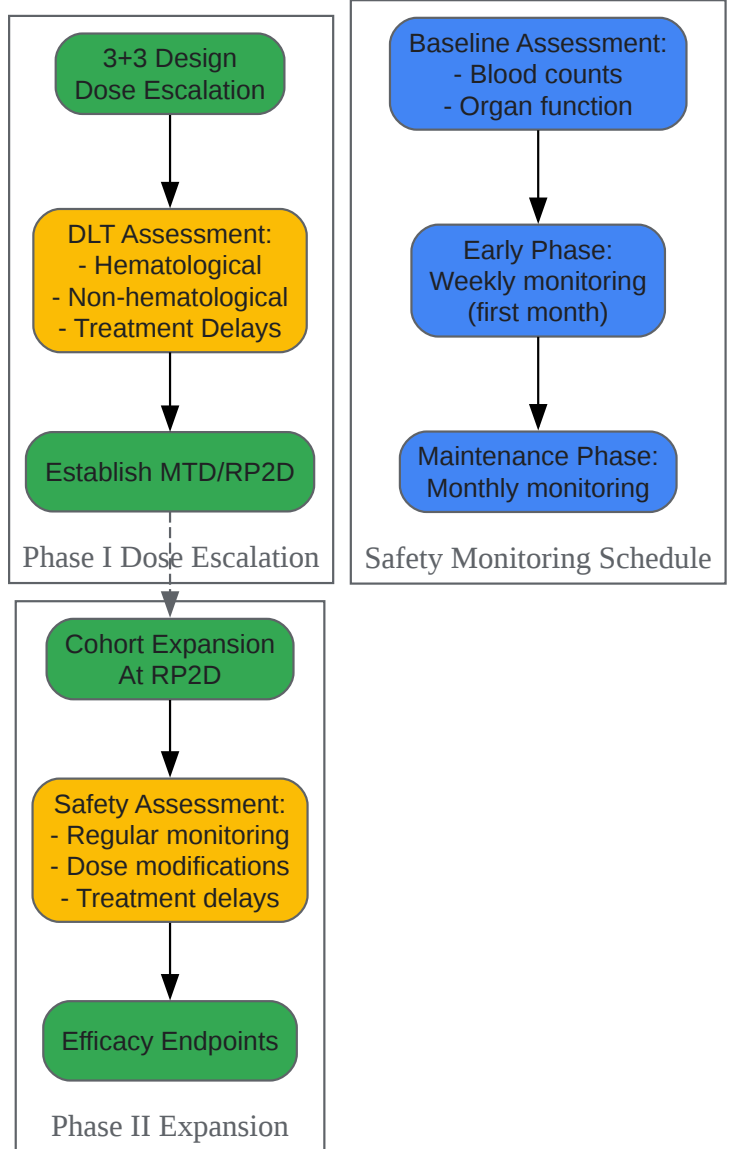 3+3 Design
Dose Escalation
DLT Assessment:
- Hematological
- Non-hematological
- Treatment Delays
Establish MTD/RP2D
Phase I Dose Escalation
Baseline Assessment:
- Blood counts
- Organ function
Early Phase:
Weekly monitoring
(first month)
Maintenance Phase:
Monthly monitoring
Safety Monitoring Schedule
Cohort Expansion
At RP2D
Safety Assessment:
- Regular monitoring
- Dose modifications
- Treatment delays
Efficacy Endpoints
Phase II Expansion